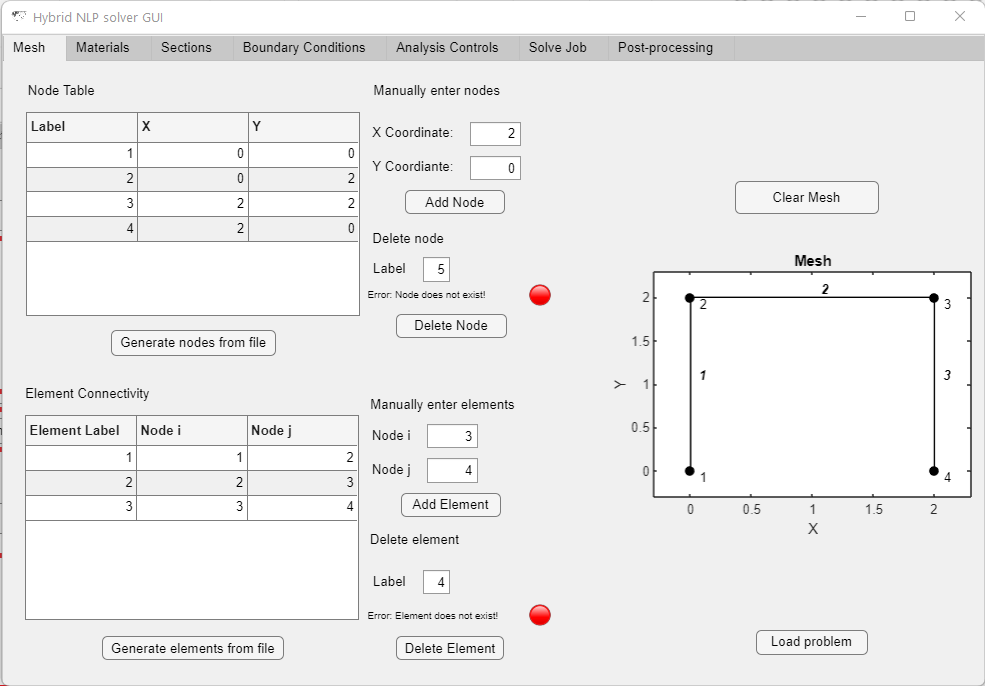 Hybrid NLP solver GUI
Mesh Materials Sections Boundary Conditions Analysis Controls Solve Job Post-processing
Node Table
Label X Y
1 0 0
2 0 2
3 2 2
4 2 0
Generate nodes from file
Manually enter nodes
X Coordinate: 2
Y Coordiante: 0
Add Node
Delete node
Label 5
Error: Node does not exist!
Delete Node
Element Connectivity
Element Label Node i Node j
1 1 2
2 2 3
3 3 4
Generate elements from file
Manually enter elements
Node i 3
Node j 4
Add Element
Delete element
Label 4
Error: Element does not exist!
Delete Element
Clear Mesh
Mesh
2
2 2 3
1.5
Y 1 1 3
0.5
0 1 4
0 0.5 1 1.5 2
X
Load problem